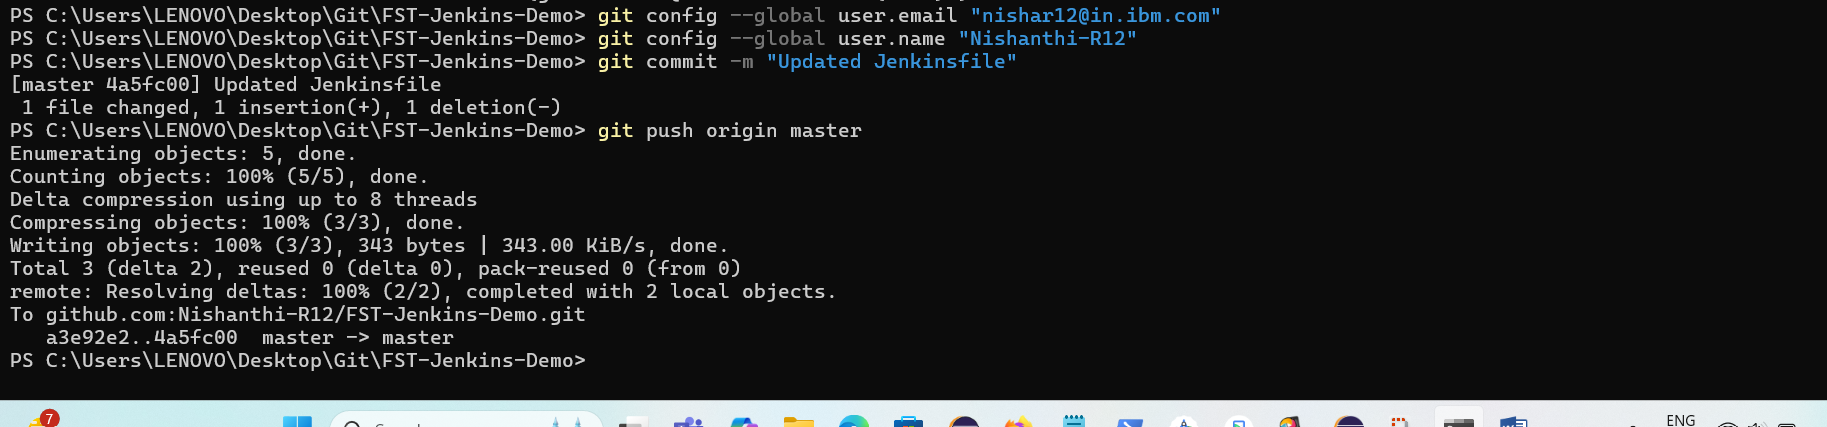 PS C:\Users\LENOVO\Desktop\Git\FST-Jenkins-Demo> git config --global user.email "nishar12@in.ibm.com"
PS C:\Users\LENOVO\Desktop\Git\FST-Jenkins-Demo> git config --global user.name "Nishanthi-R12"
PS C:\Users\LENOVO\Desktop\Git\FST-Jenkins-Demo> git commit -m "Updated Jenkinsfile"
[master 4a5fc00] Updated Jenkinsfile
 1 file changed, 1 insertion(+), 1 deletion(-)
PS C:\Users\LENOVO\Desktop\Git\FST-Jenkins-Demo> git push origin master
Enumerating objects: 5, done.
Counting objects: 100% (5/5), done.
Delta compression using up to 8 threads
Compressing objects: 100% (3/3), done.
Writing objects: 100% (3/3), 343 bytes | 343.00 KiB/s, done.
Total 3 (delta 2), reused 0 (delta 0), pack-reused 0 (from 0)
remote: Resolving deltas: 100% (2/2), completed with 2 local objects.
To github.com:Nishanthi-R12/FST-Jenkins-Demo.git
   a3e92e2..4a5fc00  master -> master
PS C:\Users\LENOVO\Desktop\Git\FST-Jenkins-Demo>
7
ENG